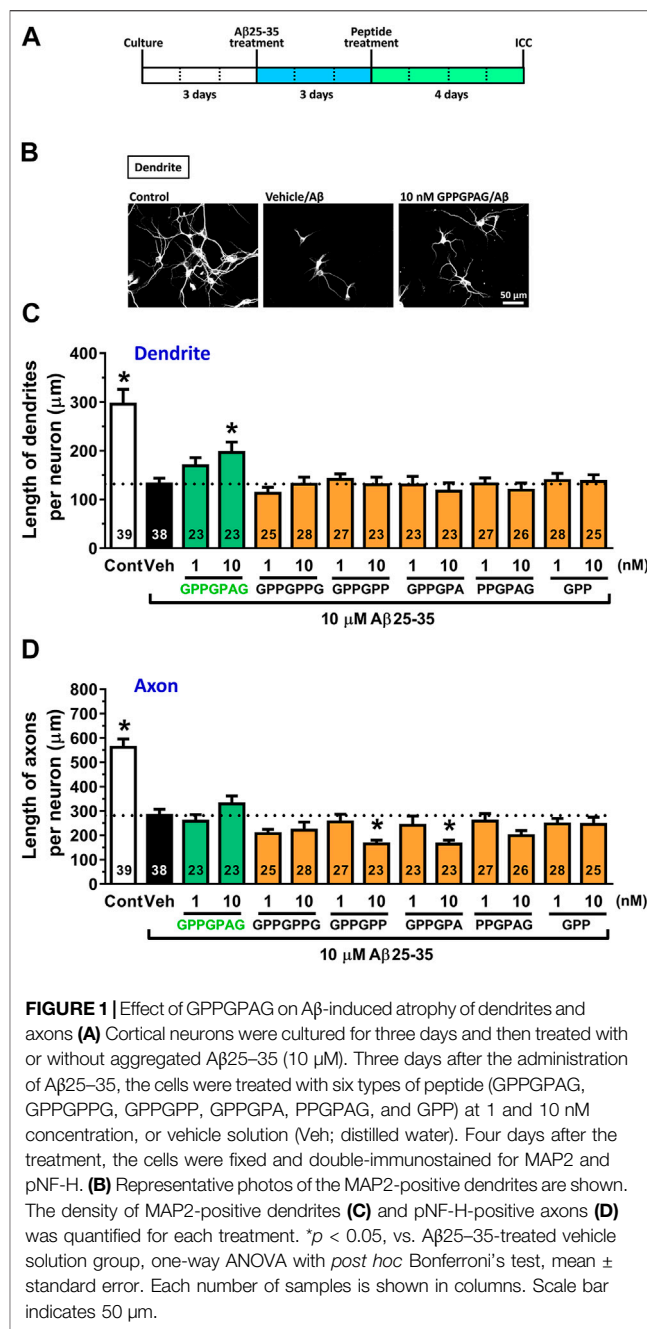 A
Culture
Aβ25-35
treatment
Peptide
treatment
ICC
3 days
3 days
4 days
B
Dendrite
Control
Vehicle/Aβ
10 nM GPPGPAG/Aβ
50 μm
C
Dendrite
Length of dendrites
per neuron (μm)
400
300
200
100
0
*
*
39 38 23 23 25 28 27 23 23 23 27 26 28 25
Cont Veh 1 10 1 10 1 10 1 10 1 10 1 10 (nM)
GPPGPAG GPPGPPG GPPGPP GPPGPA PPGPAG GPP
10 μM Aβ25-35
D
Axon
Length of axons
per neuron (μm)
800
700
600
500
400
300
200
100
0
*
* *
39 38 23 23 25 28 27 23 23 23 27 26 28 25
Cont Veh 1 10 1 10 1 10 1 10 1 10 1 10 (nM)
GPPGPAG GPPGPPG GPPGPP GPPGPA PPGPAG GPP
10 μM Aβ25-35
FIGURE 1 | Effect of GPPGPAG on Aβ-induced atrophy of dendrites and
axons (A) Cortical neurons were cultured for three days and then treated with
or without aggregated Aβ25–35 (10 μM). Three days after the administration
of Aβ25–35, the cells were treated with six types of peptide (GPPGPAG,
GPPGPPG, GPPGPP, GPPGPA, PPGPAG, and GPP) at 1 and 10 nM
concentration, or vehicle solution (Veh; distilled water). Four days after the
treatment, the cells were fixed and double-immunostained for MAP2 and
pNF-H. (B) Representative photos of the MAP2-positive dendrites are shown.
The density of MAP2-positive dendrites (C) and pNF-H-positive axons (D)
was quantified for each treatment. *p < 0.05, vs. Aβ25–35-treated vehicle
solution group, one-way ANOVA with post hoc Bonferroni's test, mean ±
standard error. Each number of samples is shown in columns. Scale bar
indicates 50 μm.